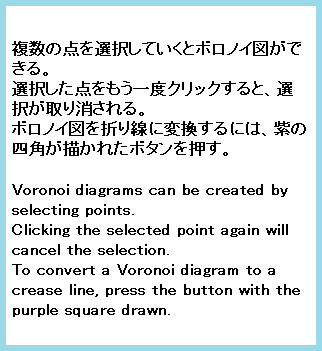 複数の点を選択していくとボロノイ図がで
きる。
選択した点をもう一度クリックすると、選
択が取り消される。
ボロノイ図を折り線に変換するには、紫の
四角が描かれたボタンを押す。
Voronoi diagrams can be created by
selecting points.
Clicking the selected point again will
cancel the selection.
To convert a Voronoi diagram to a
crease line, press the button with the
purple square drawn.